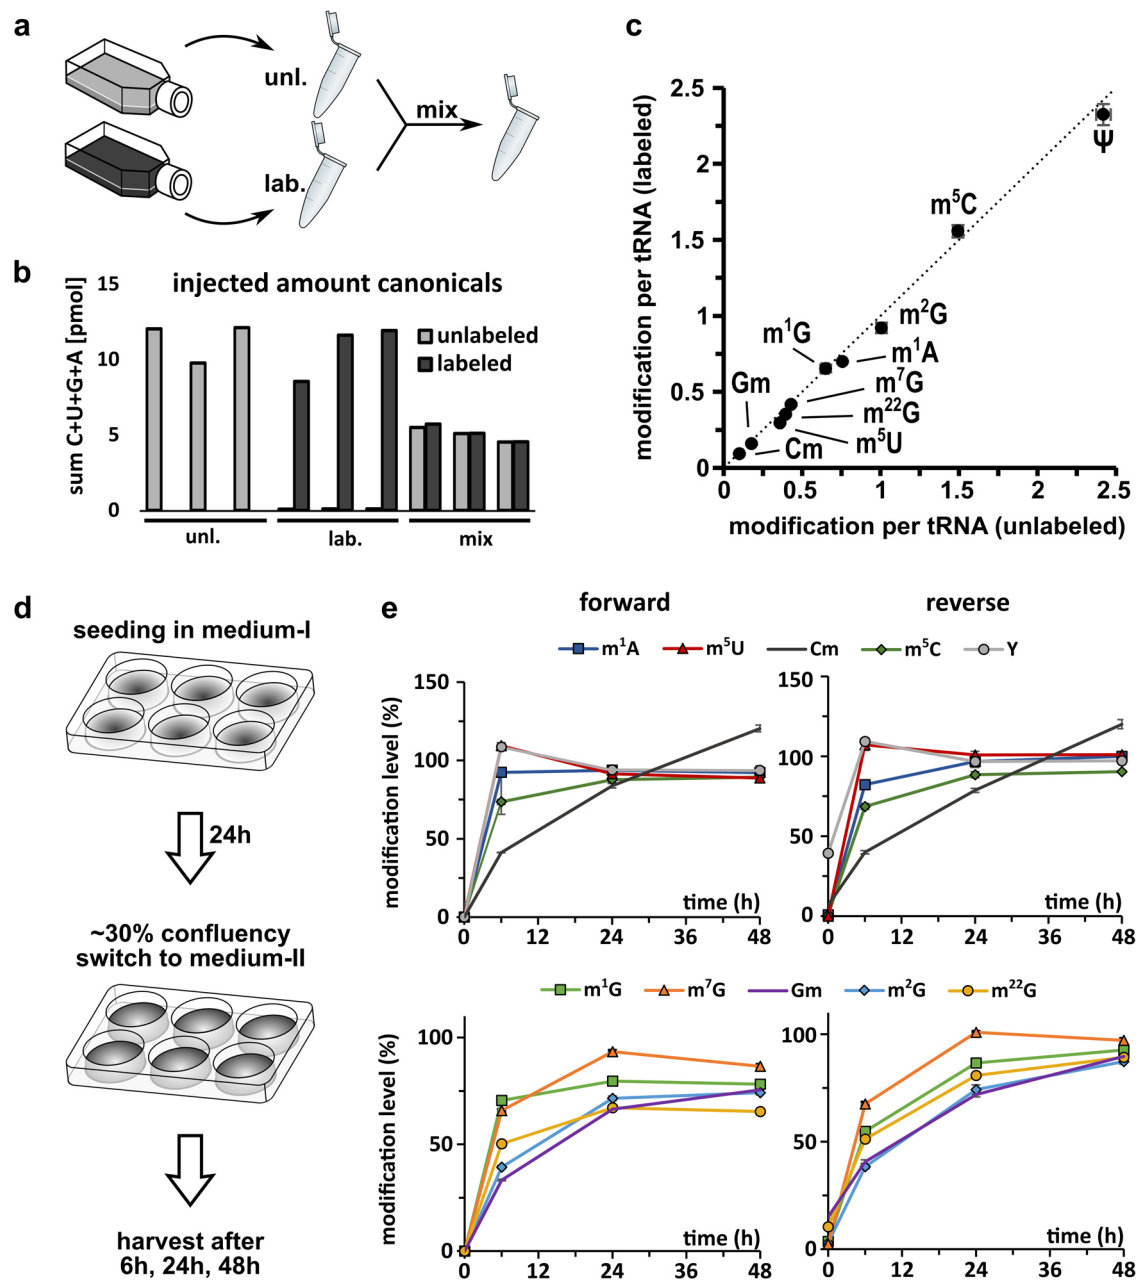 a
unl.
lab.
mix
b
injected amount canonicals
sum C+U+G+A [pmol]
15
10
5
0
unlabeled
labeled
unl.
lab.
mix
c
modification per tRNA (labeled)
2.5
2
1.5
1
0.5
0
Ψ
m⁵C
m²G
m¹G
m¹A
m⁷G
Gm
m²²G
Cm
m⁵U
0 0.5 1 1.5 2 2.5
modification per tRNA (unlabeled)
d
seeding in medium-I
24h
~30% confluency
switch to medium-II
harvest after
6h, 24h, 48h
e
forward
reverse
m¹A m⁵U Cm m⁵C Y
modification level (%)
150
100
50
0
time (h)
0 12 24 36 48
150
100
50
0
time (h)
0 12 24 36 48
m¹G m⁷G Gm m²G m²²G
modification level (%)
100
50
0
time (h)
0 12 24 36 48
100
50
0
time (h)
0 12 24 36 48